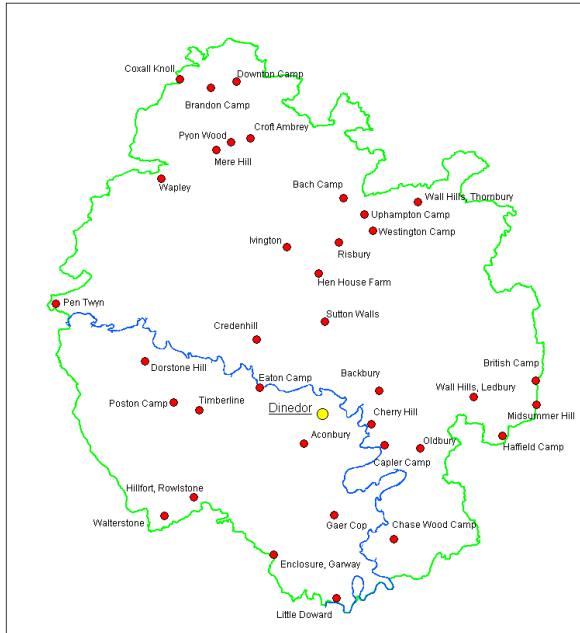 Coxall Knoll
Downton Camp
Brandon Camp
Pyon Wood
Croft Ambrey
Mere Hill
Wapley
Bach Camp
Wall Hills, Thornbury
Uphampton Camp
Westington Camp
Ivington
Risbury
Hen House Farm
Pen Twyn
Sutton Walls
Credenhill
Dorstone Hill
Eaton Camp
Backbury
British Camp
Wall Hills, Ledbury
Poston Camp
Timberline
Dinedor
Cherry Hill
Midsummer Hill
Aconbury
Oldbury
Haffield Camp
Capler Camp
Hillfort, Rowlstone
Walterstone
Gaer Cop
Chase Wood Camp
Enclosure, Garway
Little Doward